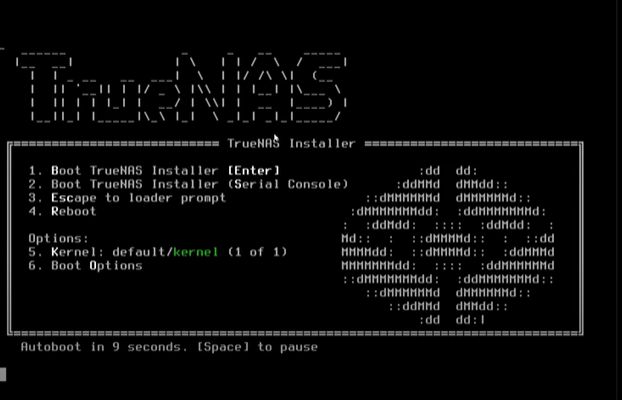 TrueNAS
TrueNAS Installer
1. Boot TrueNAS Installer [Enter]
2. Boot TrueNAS Installer (Serial Console)
3. Escape to loader prompt
4. Reboot
Options:
5. Kernel: default/kernel (1 of 1)
6. Boot Options
Autoboot in 9 seconds. [Space] to pause